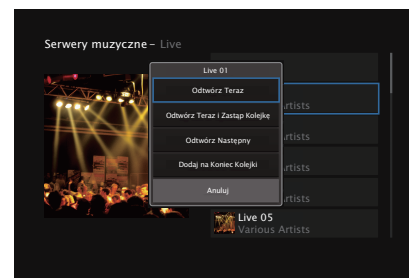 Serwery muzyczne – Live
Live 01
Odtwórz Teraz
Odtwórz Teraz i Zastąp Kolejkę
Odtwórz Następny
Dodaj na Koniec Kolejki
Anuluj
Artists
Artists
Artists
Artists
Live 05
Various Artists